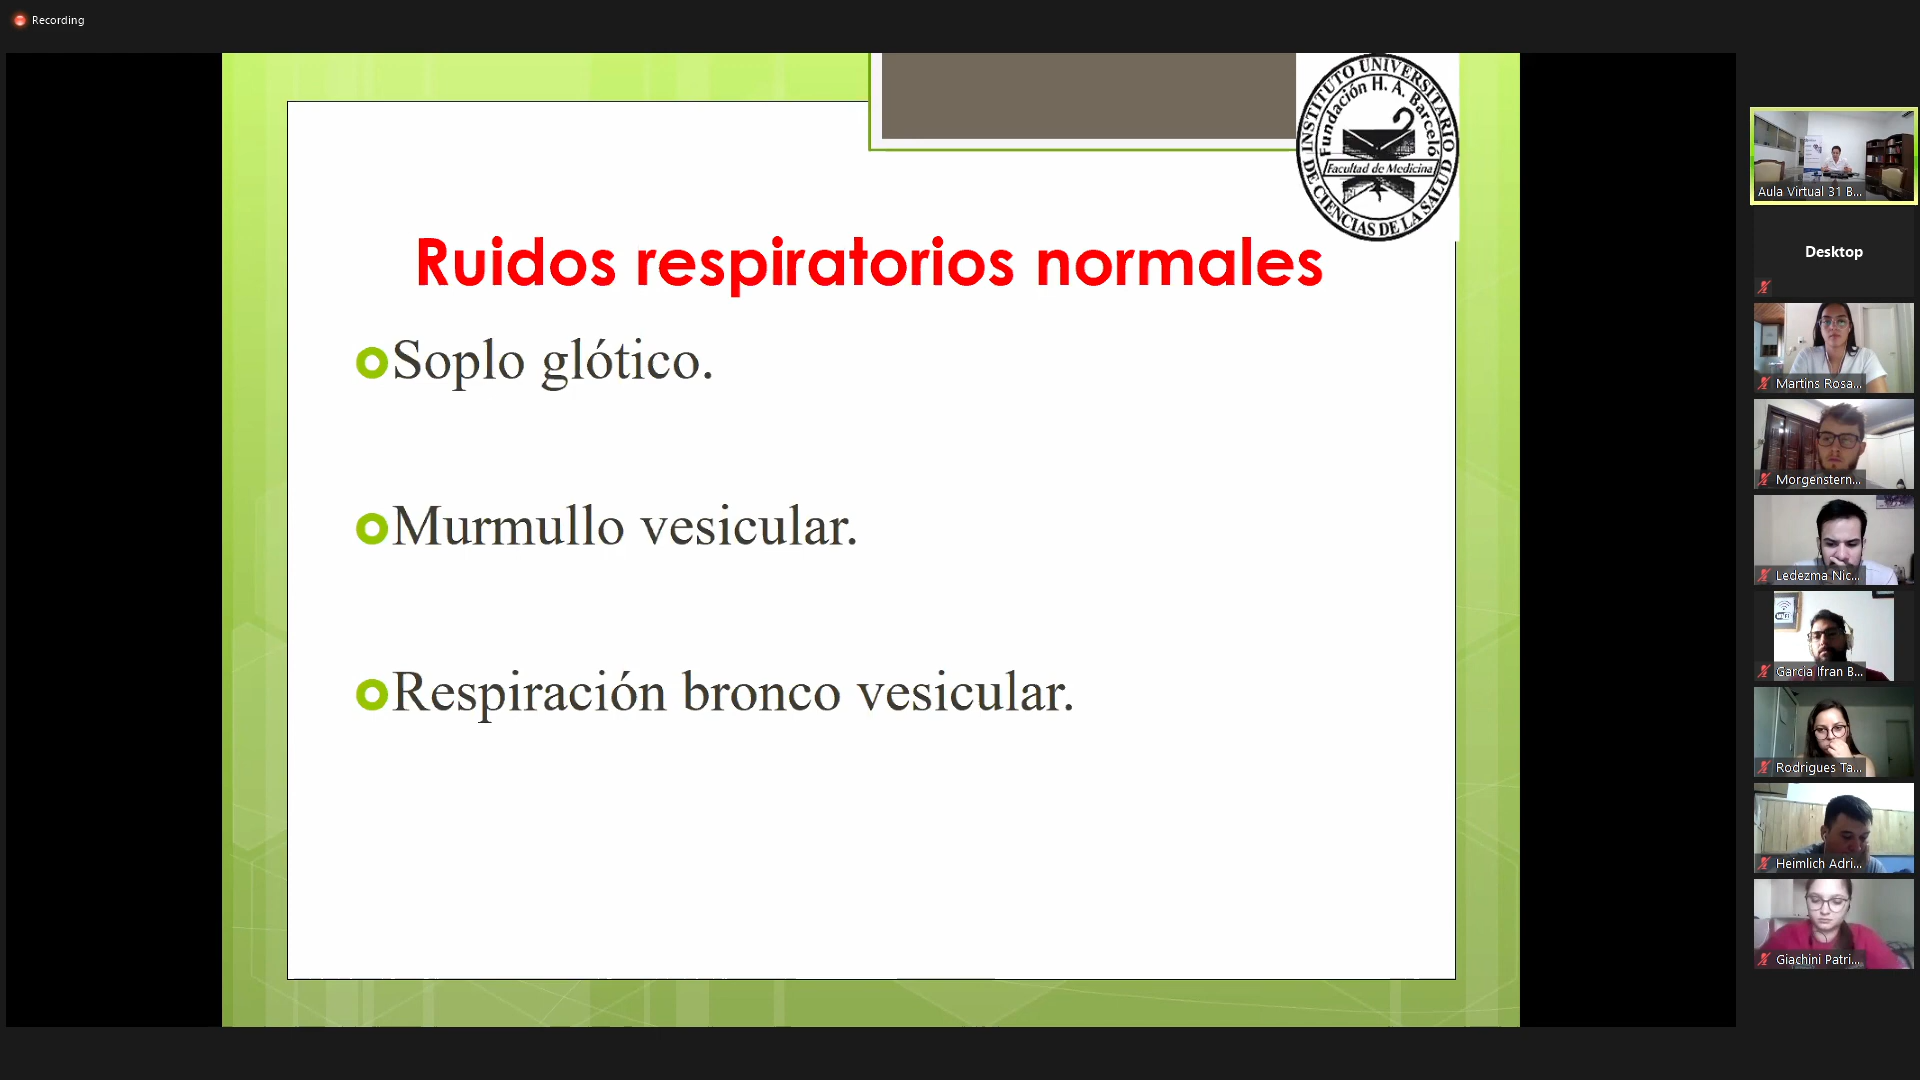 Recording
INSTITUTO UNIVERSITARIO
DE CIENCIAS DE LA SALUD
Fundación H. A. Barceló
Facultad de Medicina
Ruidos respiratorios normales
Soplo glótico.
Murmullo vesicular.
Respiración bronco vesicular.
Aula Virtual 31 B...
Desktop
Martins Rosa...
Morgenstern...
Ledezma Nic...
Garcia Ifran B...
Rodrigues Ta...
Heimlich Adri...
Giachini Patri...